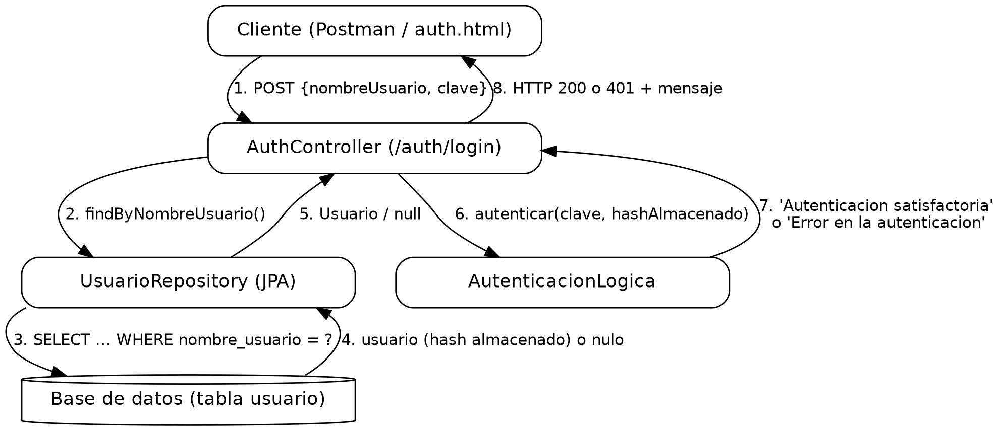 Cliente (Postman / auth.html)
1. POST {nombreUsuario, clave}
8. HTTP 200 o 401 + mensaje
AuthController (/auth/login)
2. findByNombreUsuario()
5. Usuario / null
6. autenticar(clave, hashAlmacenado)
7. 'Autenticacion satisfactoria'
o 'Error en la autenticacion'
UsuarioRepository (JPA)
AutenticacionLogica
3. SELECT … WHERE nombre_usuario = ?
4. usuario (hash almacenado) o nulo
Base de datos (tabla usuario)